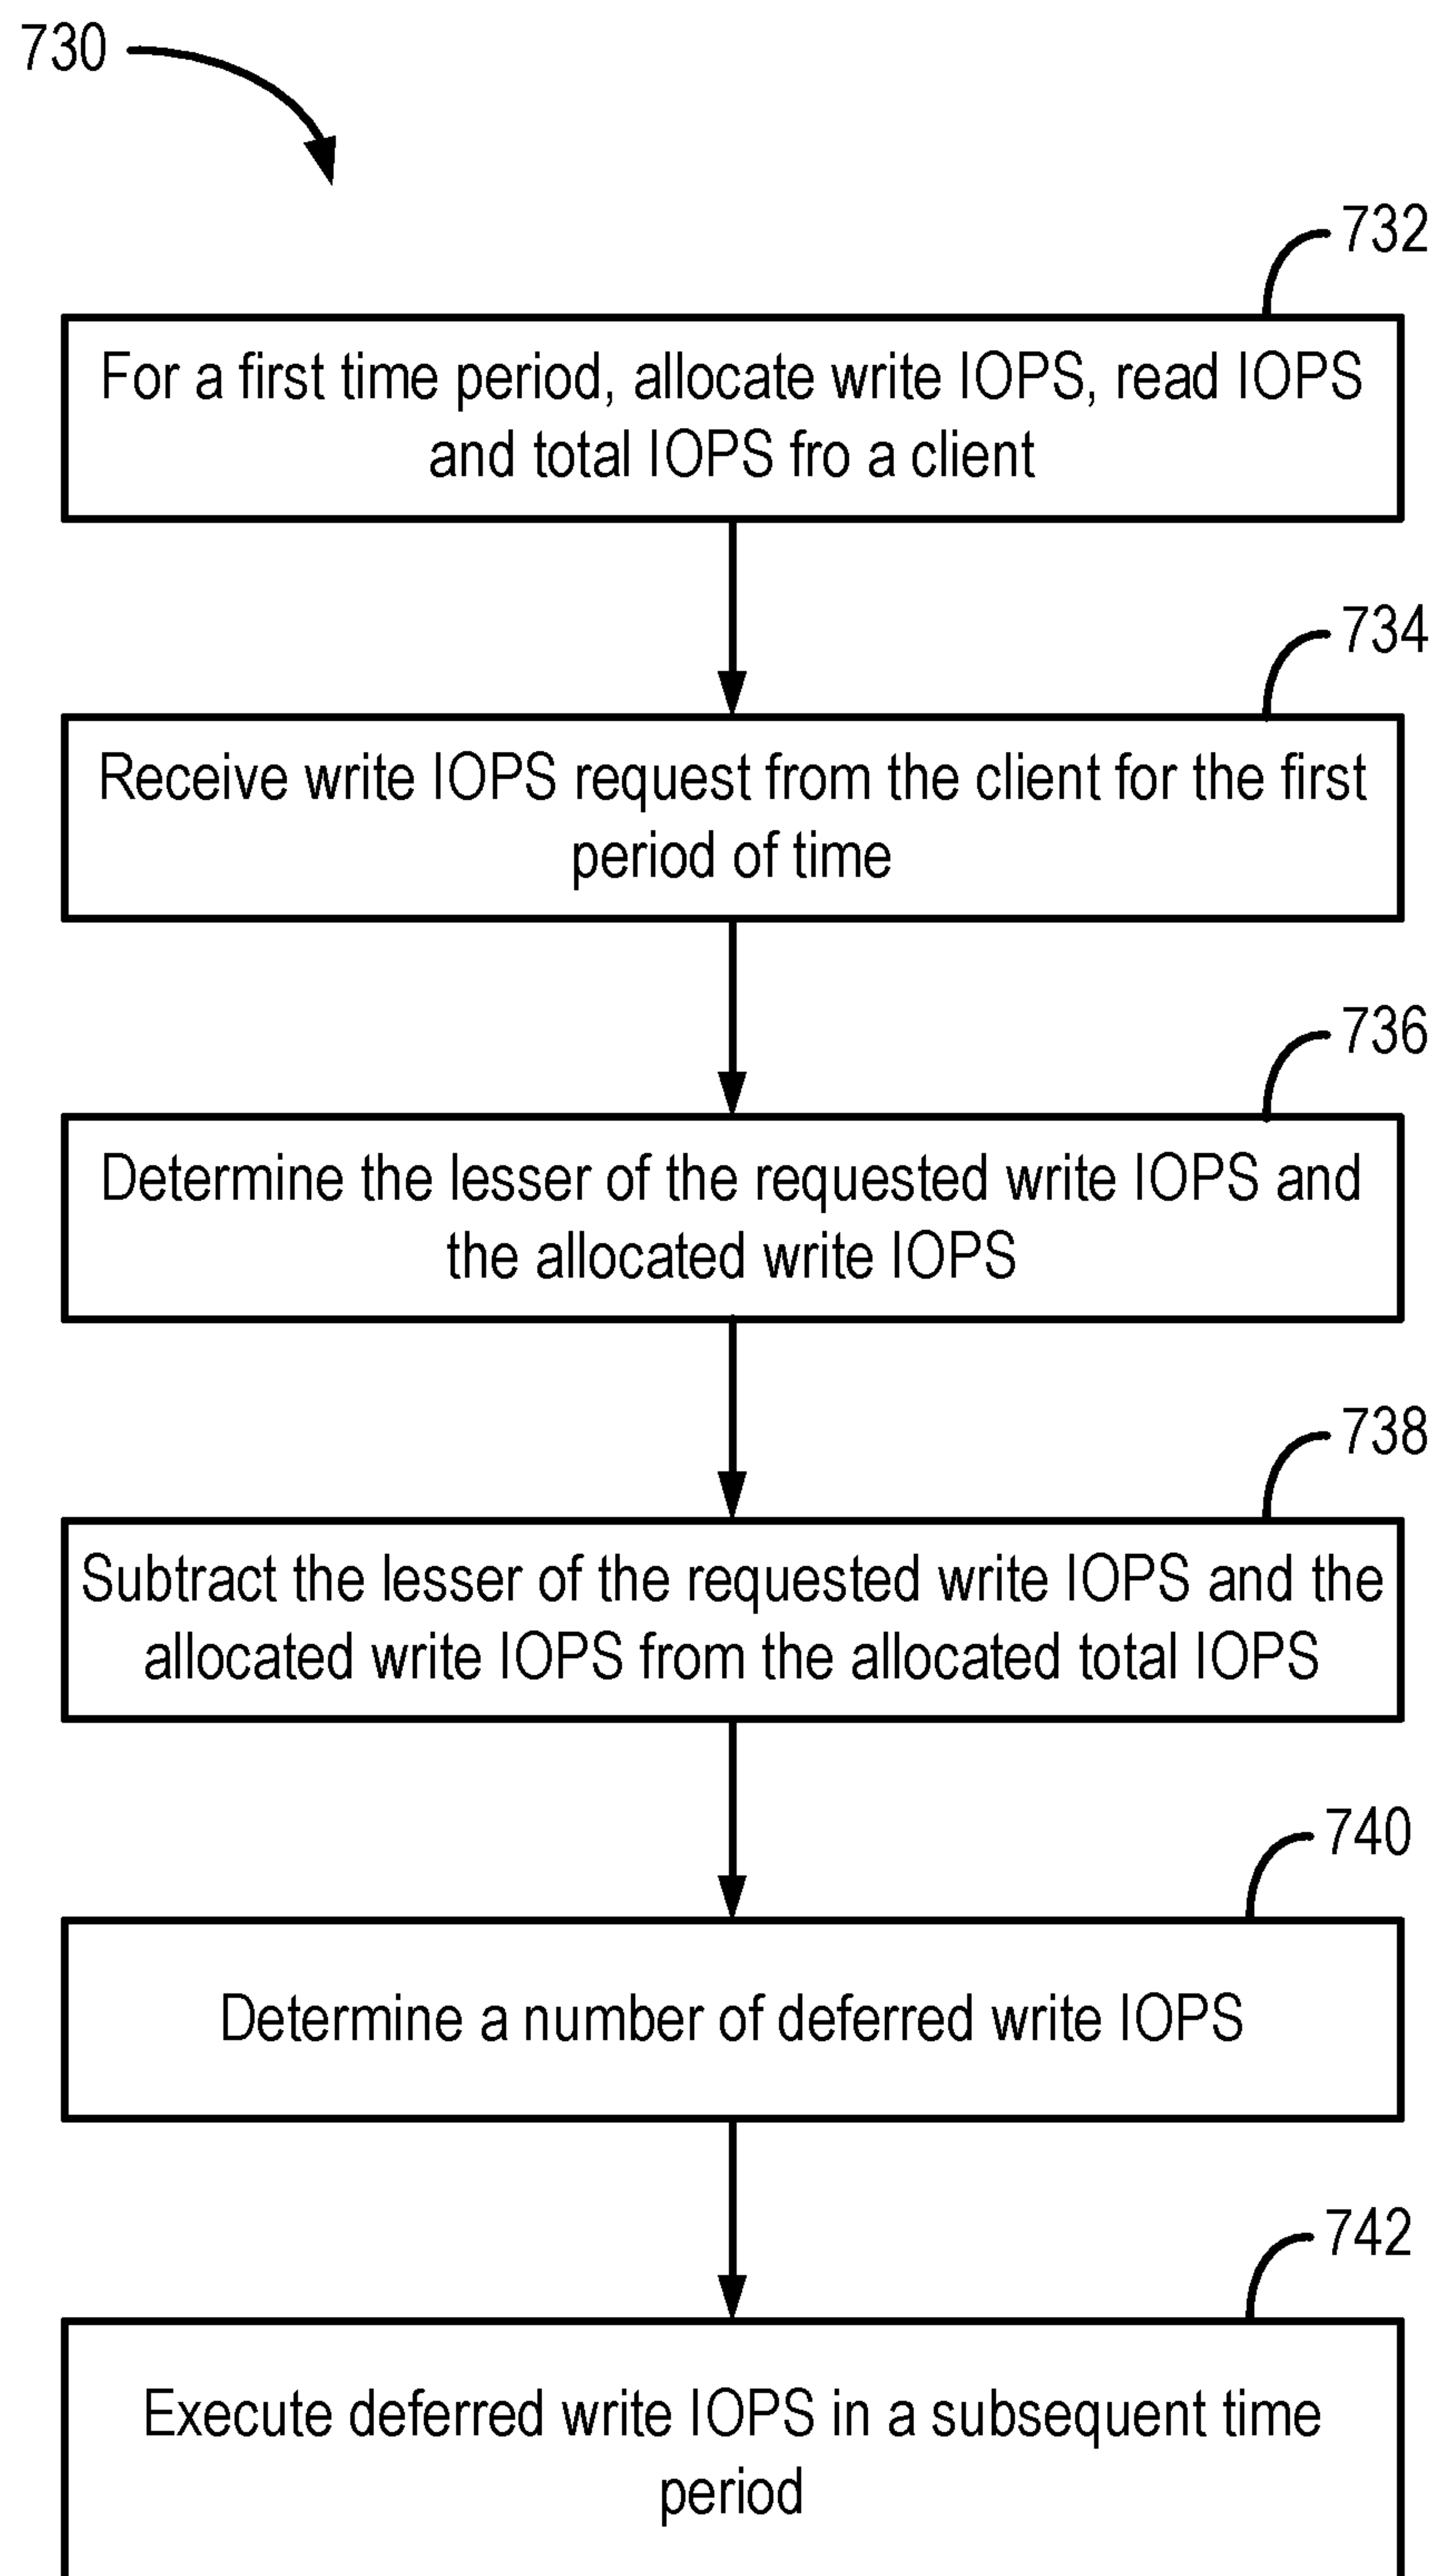 730
732
For a first time period, allocate write IOPS, read IOPS
and total IOPS fro a client
734
Receive write IOPS request from the client for the first
period of time
736
Determine the lesser of the requested write IOPS and
the allocated write IOPS
738
Subtract the lesser of the requested write IOPS and the
allocated write IOPS from the allocated total IOPS
740
Determine a number of deferred write IOPS
742
Execute deferred write IOPS in a subsequent time
period